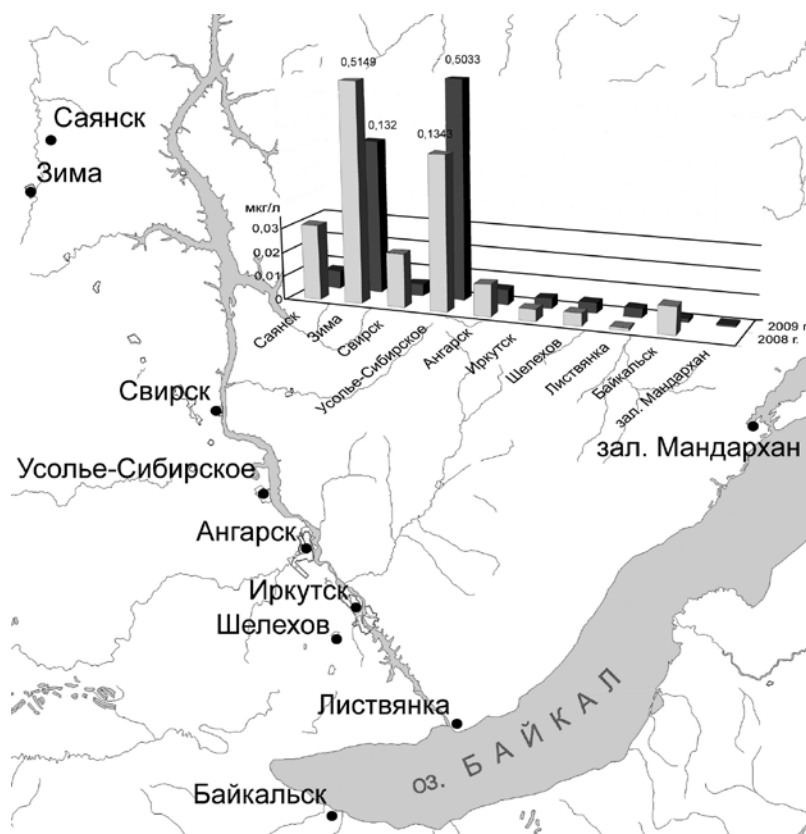 0,5149
0,5033
Саянск
0,132
0,1343
Зима
мкг/л
0,03
0,02
0,01
0
2009 г.
2008 г.
Саянск
Зима
Свирск
Усолье-Сибирское
Ангарск
Иркутск
Шелехов
Листвянка
Байкальск
зал. Мандархан
Свирск
зал. Мандархан
Усолье-Сибирское
Ангарск
Иркутск
Шелехов
Листвянка
оз. БАЙКАЛ
Байкальск